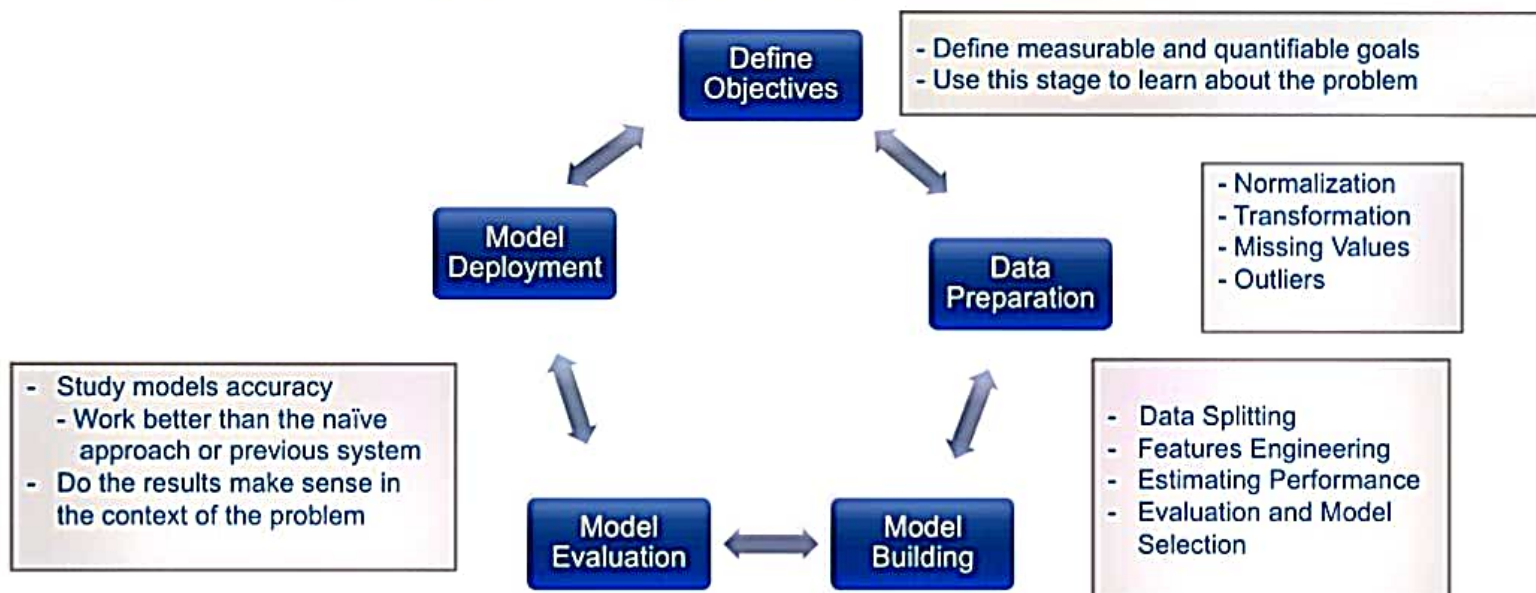 Define
Objectives
- Define measurable and quantifiable goals
- Use this stage to learn about the problem
Model
Deployment
Data
Preparation
- Normalization
- Transformation
- Missing Values
- Outliers
- Study models accuracy
- Work better than the naïve
approach or previous system
- Do the results make sense in
the context of the problem
- Data Splitting
- Features Engineering
- Estimating Performance
- Evaluation and Model
Selection
Model
Evaluation
Model
Building